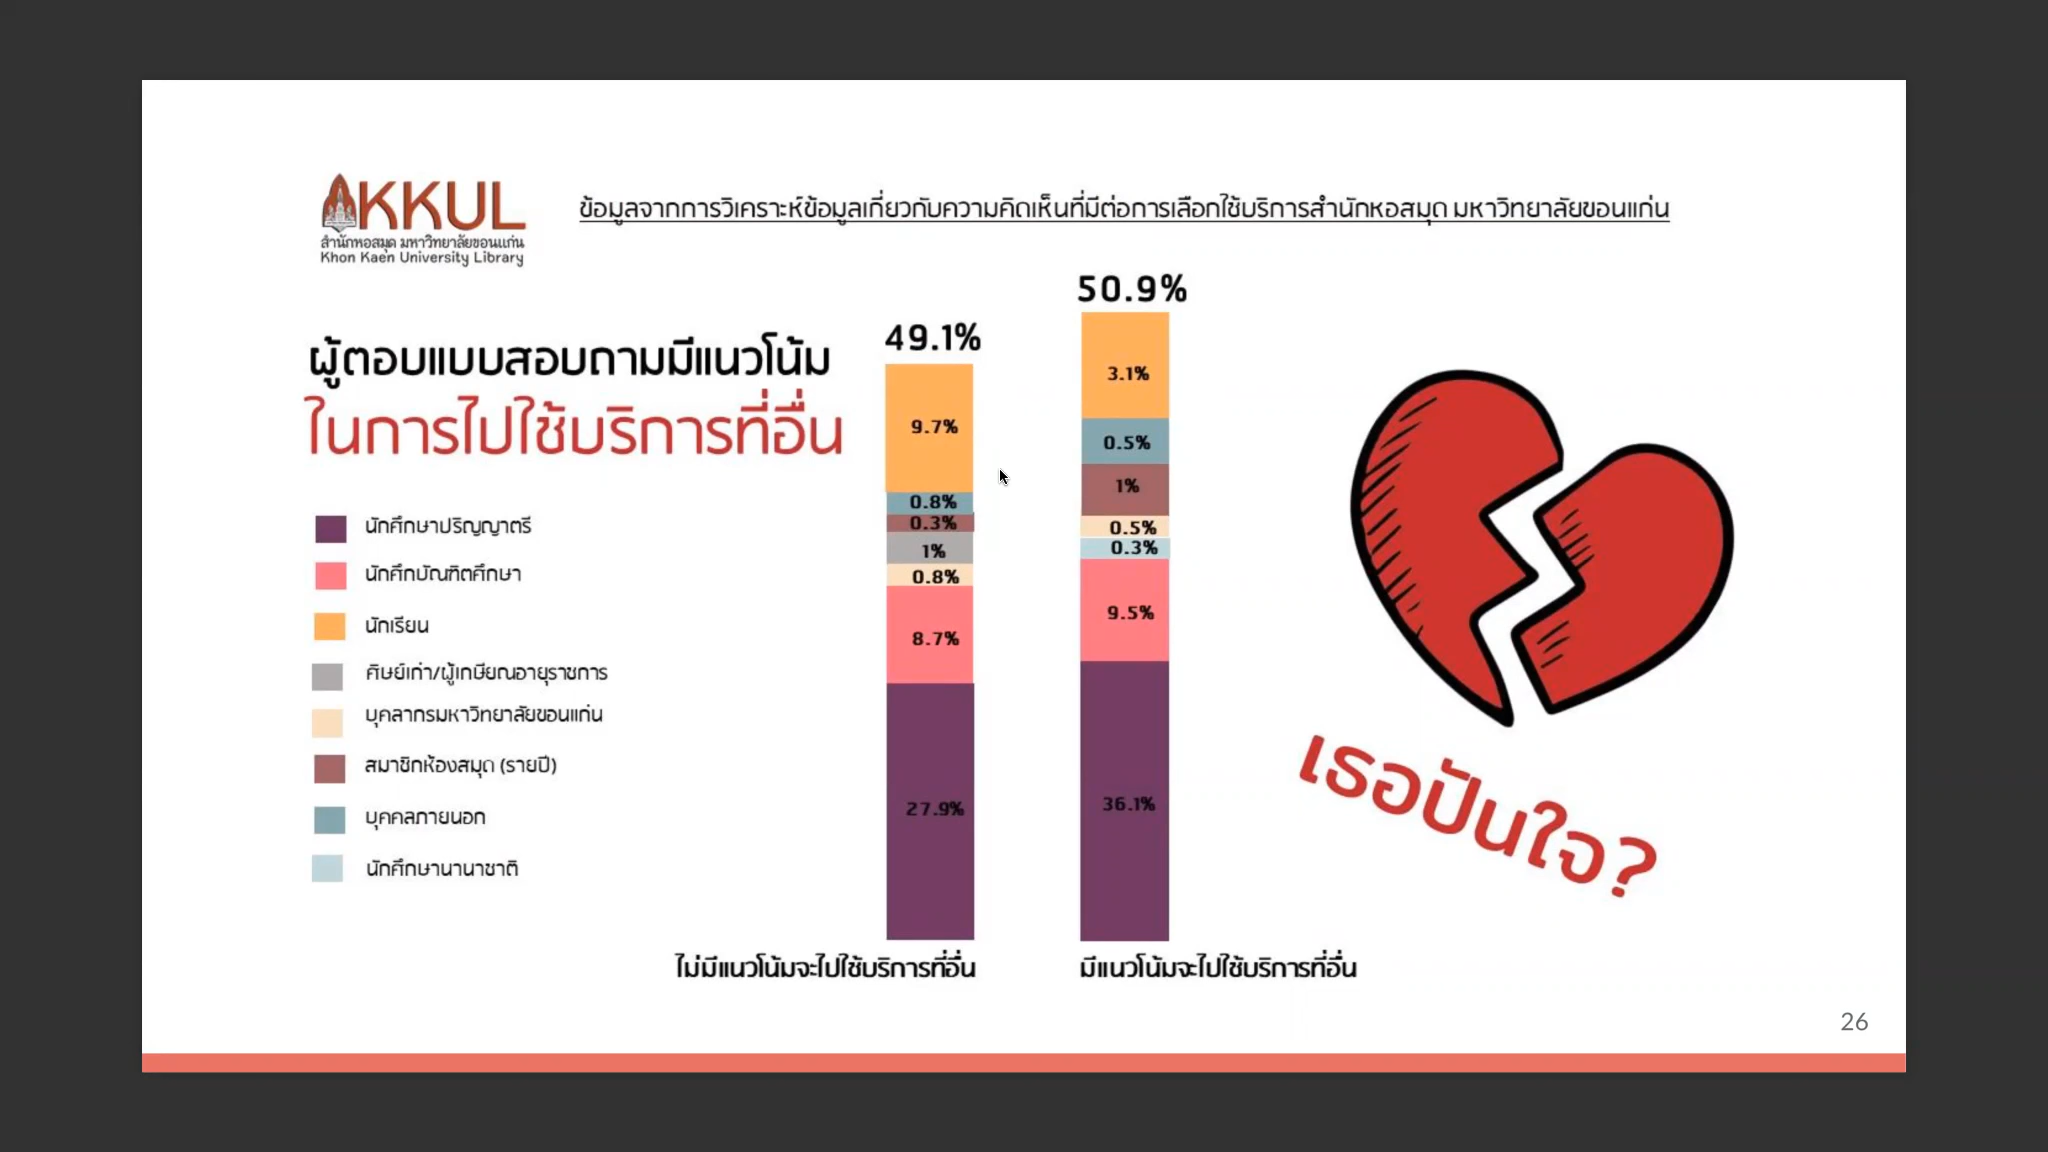 KKUL
สำนักหอสมุด มหาวิทยาลัยขอนแก่น
Khon Kaen University Library
ข้อมูลจากการวิเคราะห์ข้อมูลเกี่ยวกับความคิดเห็นที่มีต่อการเลือกใช้บริการสำนักหอสมุด มหาวิทยาลัยขอนแก่น
ผู้ตอบแบบสอบถามมีแนวโน้ม
ในการไปใช้บริการที่อื่น
นักศึกษาปริญญาตรี
นักศึกบัณฑิตศึกษา
นักเรียน
ศิษย์เก่า/ผู้เกษียณอายุราชการ
บุคลากรมหาวิทยาลัยขอนแก่น
สมาชิกห้องสมุด (รายปี)
บุคคลภายนอก
นักศึกษานานาชาติ
49.1%
9.7%
0.8%
0.3%
1%
0.8%
8.7%
27.9%
ไม่มีแนวโน้มจะไปใช้บริการที่อื่น
50.9%
3.1%
0.5%
1%
0.5%
0.3%
9.5%
36.1%
มีแนวโน้มจะไปใช้บริการที่อื่น
เธอปันใจ?
26